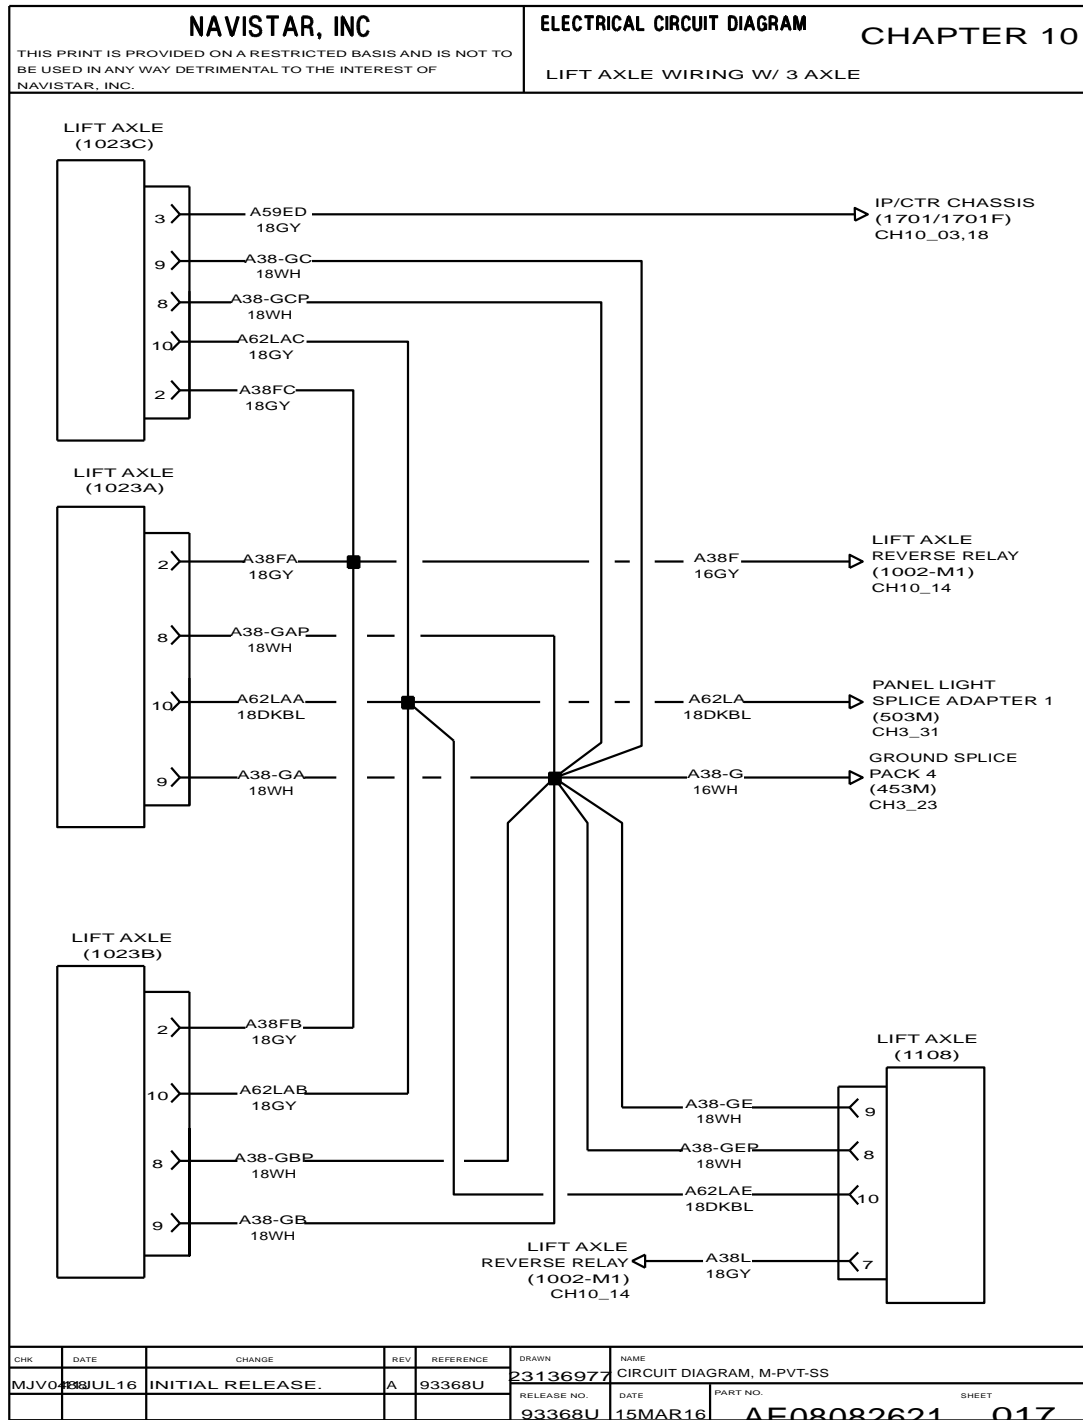 NAVISTAR, INC
THIS PRINT IS PROVIDED ON A RESTRICTED BASIS AND IS NOT TO
BE USED IN ANY WAY DETRIMENTAL TO THE INTEREST OF
NAVISTAR, INC.
ELECTRICAL CIRCUIT DIAGRAM
CHAPTER 10
LIFT AXLE WIRING W/ 3 AXLE
LIFT AXLE
(1023C)
3
A59ED
18GY
IP/CTR CHASSIS
(1701/1701F)
CH10_03,18
9
A38-GC
18WH
8
A38-GCP
18WH
10
A62LAC
18GY
2
A38FC
18GY
LIFT AXLE
(1023A)
2
A38FA
18GY
A38F
16GY
LIFT AXLE
REVERSE RELAY
(1002-M1)
CH10_14
8
A38-GAP
18WH
10
A62LAA
18DKBL
A62LA
18DKBL
PANEL LIGHT
SPLICE ADAPTER 1
(503M)
CH3_31
9
A38-GA
18WH
A38-G
16WH
GROUND SPLICE
PACK 4
(453M)
CH3_23
LIFT AXLE
(1023B)
2
A38FB
18GY
10
A62LAB
18GY
8
A38-GBP
18WH
9
A38-GB
18WH
LIFT AXLE
(1108)
A38-GE
18WH
9
A38-GEP
18WH
8
A62LAE
18DKBL
10
LIFT AXLE
REVERSE RELAY
(1002-M1)
CH10_14
A38L
18GY
7
CHK DATE CHANGE REV REFERENCE
INITIAL RELEASE. A 93368U
DRAWN
23136977
NAME
CIRCUIT DIAGRAM, M-PVT-SS
RELEASE NO.
93368U
DATE
15MAR16
PART NO.
AE08082621
SHEET
017